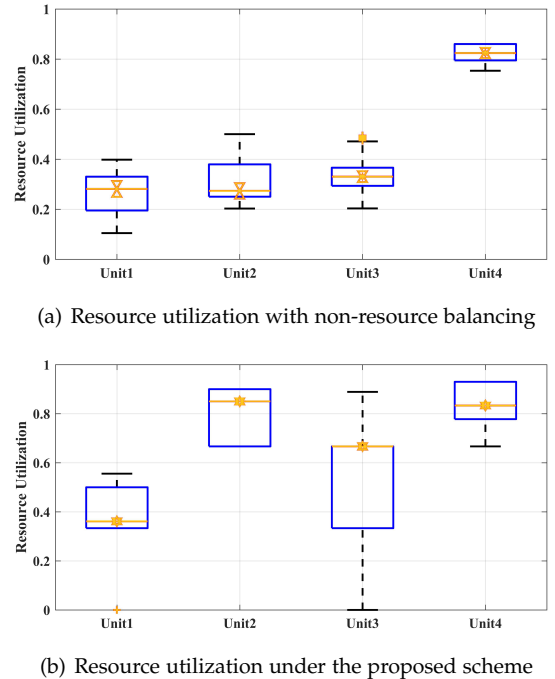 1
0.8
0.6
0.4
0.2
0
Resource Utilization
Unit1 Unit2 Unit3 Unit4
(a) Resource utilization with non-resource balancing
1
0.8
0.6
0.4
0.2
0
Resource Utilization
Unit1 Unit2 Unit3 Unit4
(b) Resource utilization under the proposed scheme